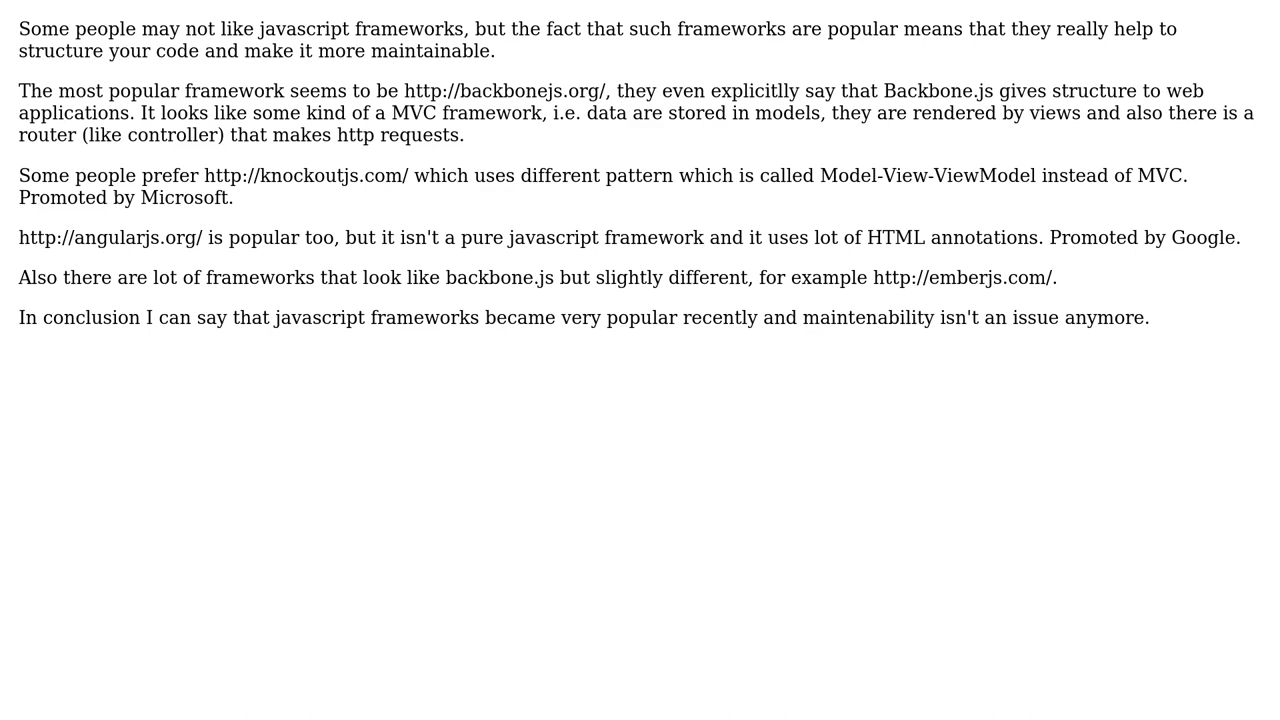 Some people may not like javascript frameworks, but the fact that such frameworks are popular means that they really help to
structure your code and make it more maintainable.
The most popular framework seems to be http://backbonejs.org/, they even explicitlly say that Backbone.js gives structure to web
applications. It looks like some kind of a MVC framework, i.e. data are stored in models, they are rendered by views and also there is a
router (like controller) that makes http requests.
Some people prefer http://knockoutjs.com/ which uses different pattern which is called Model-View-ViewModel instead of MVC.
Promoted by Microsoft.
http://angularjs.org/ is popular too, but it isn't a pure javascript framework and it uses lot of HTML annotations. Promoted by Google.
Also there are lot of frameworks that look like backbone.js but slightly different, for example http://emberjs.com/.
In conclusion I can say that javascript frameworks became very popular recently and maintenability isn't an issue anymore.